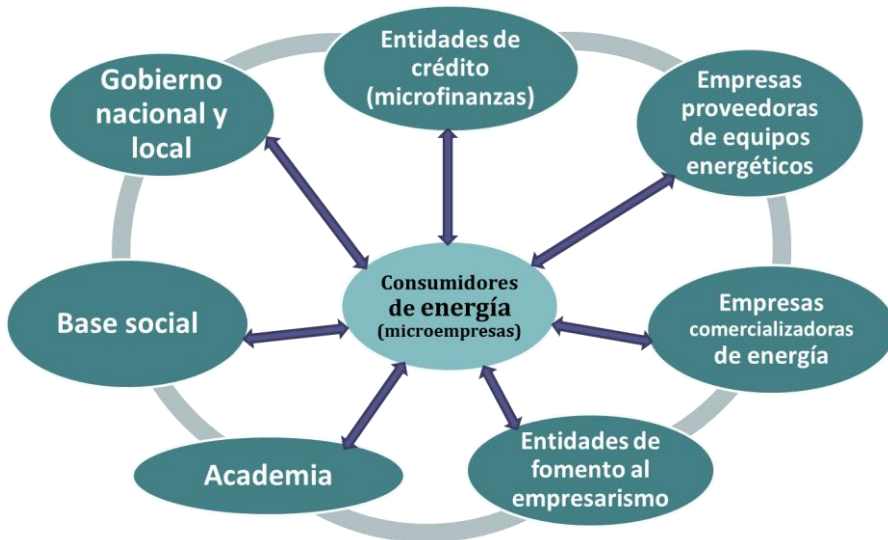 Entidades de
crédito
(microfinanzas)
Gobierno
nacional y
local
Empresas
proveedoras
de equipos
energéticos
Consumidores
de energía
(microempresas)
Base social
Empresas
comercializadoras
de energía
Academia
Entidades de
fomento al
empresarismo